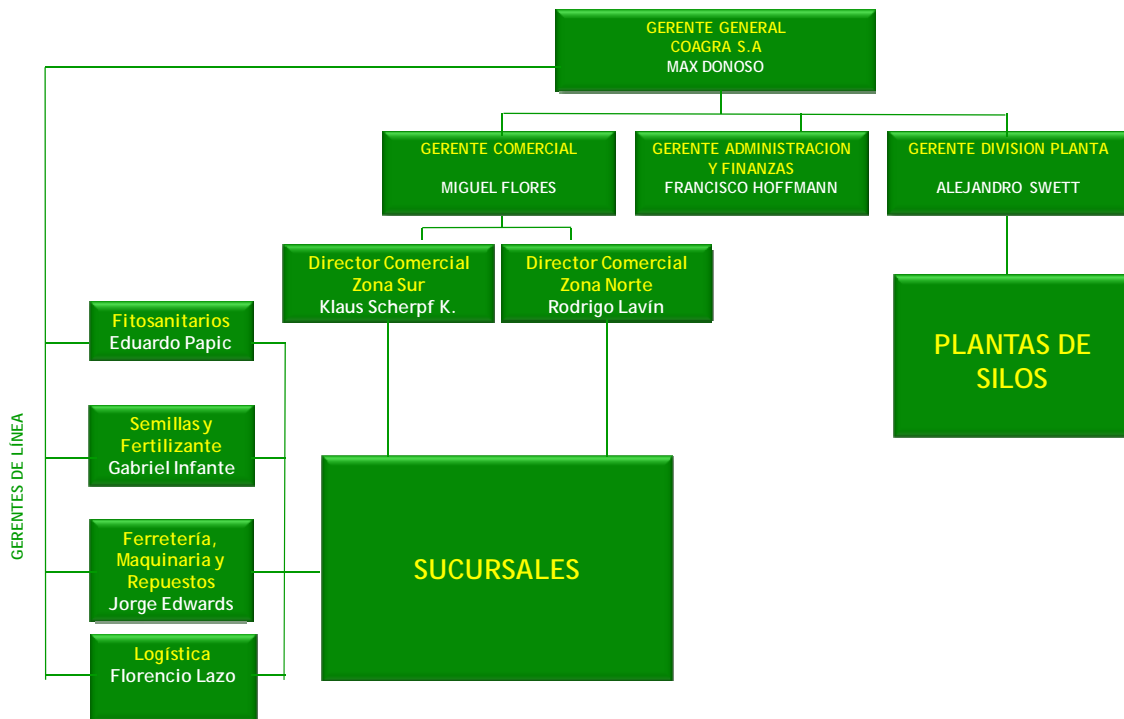 GERENTE GENERAL
COAGRA S.A
MAX DONOSO
GERENTE COMERCIAL
MIGUEL FLORES
GERENTE ADMINISTRACION
Y FINANZAS
FRANCISCO HOFFMANN
GERENTE DIVISION PLANTA
ALEJANDRO SWETT
Director Comercial
Zona Sur
Klaus Scherpf K.
Director Comercial
Zona Norte
Rodrigo Lavín
PLANTAS DE
SILOS
GERENTES DE LÍNEA
Fitosanitarios
Eduardo Papic
Semillas y
Fertilizante
Gabriel Infante
Ferretería,
Maquinaria y
Repuestos
Jorge Edwards
Logística
Florencio Lazo
SUCURSALES